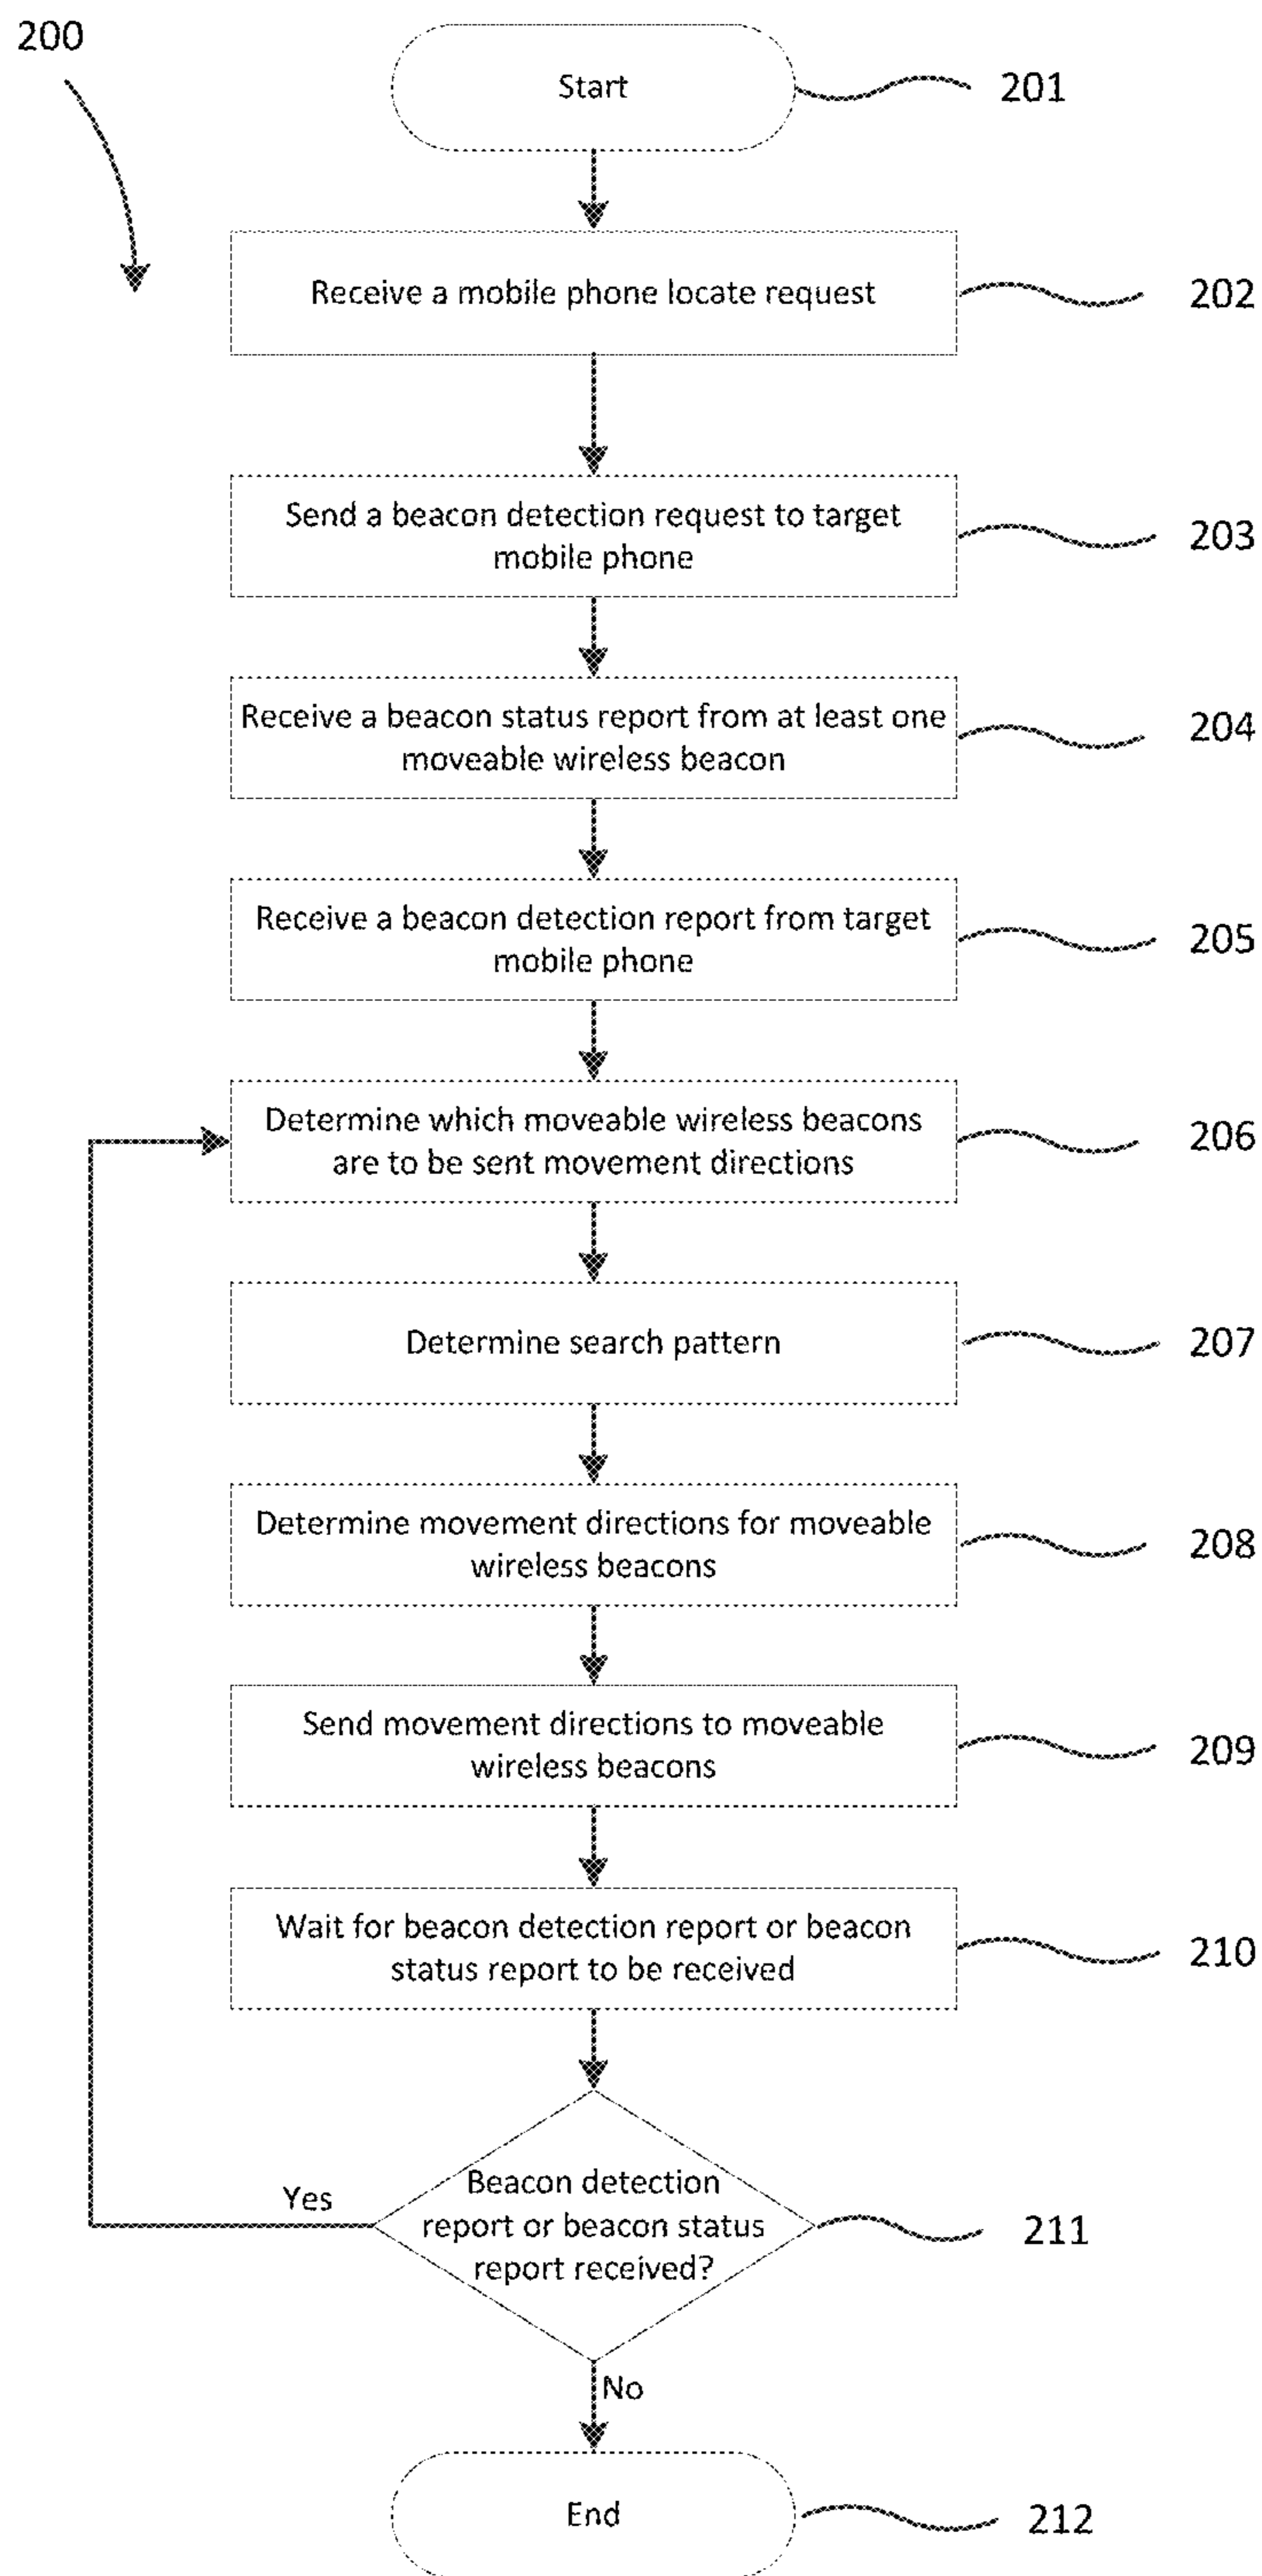 200
Start
201
Receive a mobile phone locate request
202
Send a beacon detection request to target
mobile phone
203
Receive a beacon status report from at least one
moveable wireless beacon
204
Receive a beacon detection report from target
mobile phone
205
Determine which moveable wireless beacons
are to be sent movement directions
206
Determine search pattern
207
Determine movement directions for moveable
wireless beacons
208
Send movement directions to moveable
wireless beacons
209
Wait for beacon detection report or beacon
status report to be received
210
Beacon detection
report or beacon status
report received?
211
Yes
No
End
212